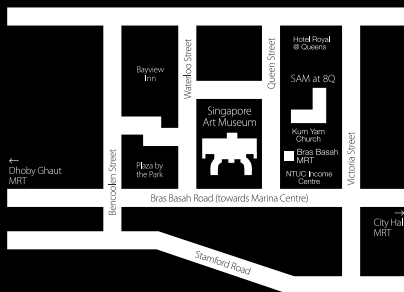 Hotel Royal
@ Queens
Waterloo Street
Queen Street
Bayview
Inn
SAM at 8Q
Singapore
Art Museum
Kum Yam
Church
Bras Basah
MRT
NTUC Income
Centre
Victoria Street
Bencoolen Street
Plaza by
the Park
←
Dhoby Ghaut
MRT
Bras Basah Road (towards Marina Centre)
→
City Hal
MRT
Stamford Road